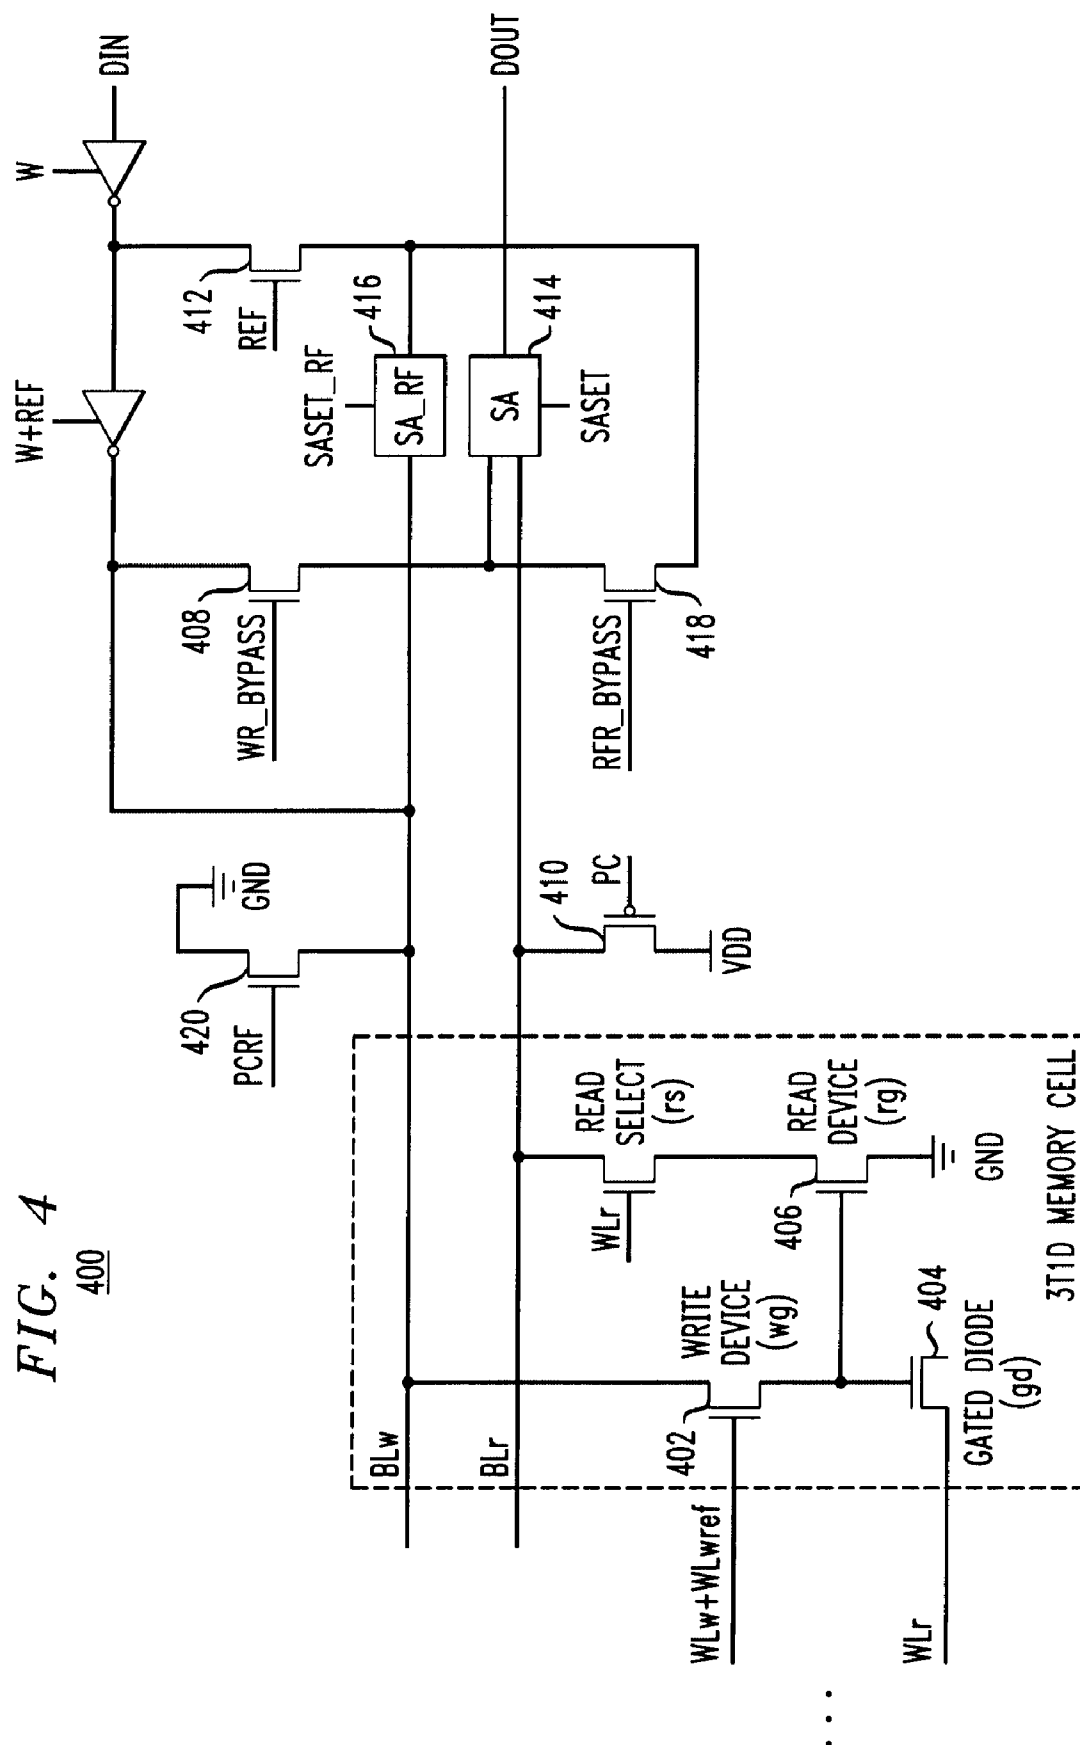 FIG. 4
400
W
DIN
W+REF
412
REF
SASET_RF
416
SA_RF
DOUT
414
SA
SASET
408
WR_BYPASS
418
RFR_BYPASS
GND
420
PCRF
410
PC
VDD
BLw
BLr
READ
SELECT
(rs)
WLr
READ
DEVICE
(rg)
406
GND
WRITE
DEVICE
(wg)
402
404
GATED DIODE
(gd)
WLw+WLwref
WLr
3T1D MEMORY CELL
. . .